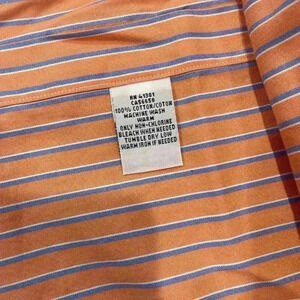 RN 41381
CA56650
100% COTTON/COTON
MACHINE WASH
WARM
ONLY NON-CHLORINE
BLEACH WHEN NEEDED
TUMBLE DRY LOW
WARM IRON IF NEEDED